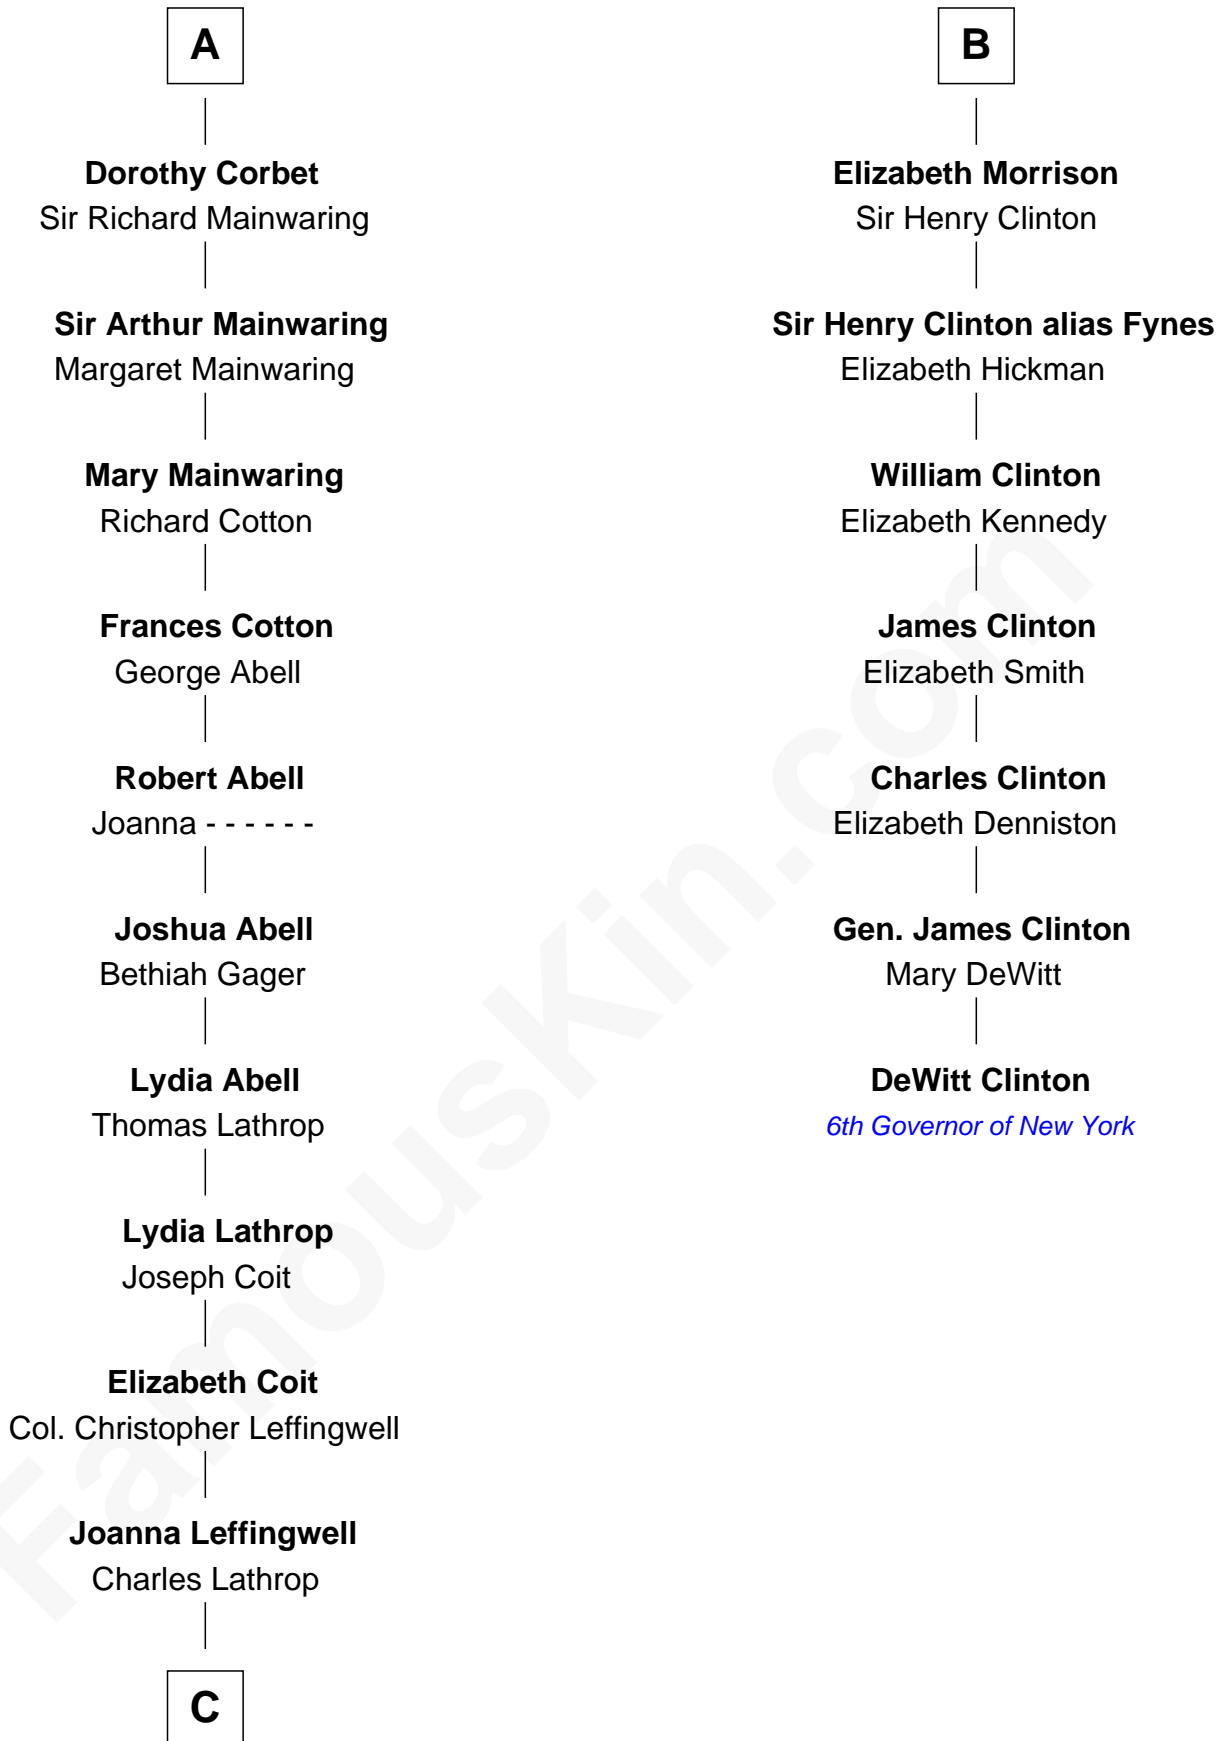 A
Dorothy Corbet
Sir Richard Mainwaring
Sir Arthur Mainwaring
Margaret Mainwaring
Mary Mainwaring
Richard Cotton
Frances Cotton
George Abell
Robert Abell
Joanna - - - - - -
Joshua Abell
Bethiah Gager
Lydia Abell
Thomas Lathrop
Lydia Lathrop
Joseph Coit
Elizabeth Coit
Col. Christopher Leffingwell
Joanna Leffingwell
Charles Lathrop
C
B
Elizabeth Morrison
Sir Henry Clinton
Sir Henry Clinton alias Fynes
Elizabeth Hickman
William Clinton
Elizabeth Kennedy
James Clinton
Elizabeth Smith
Charles Clinton
Elizabeth Denniston
Gen. James Clinton
Mary DeWitt
DeWitt Clinton
6th Governor of New York
FamousKin.com